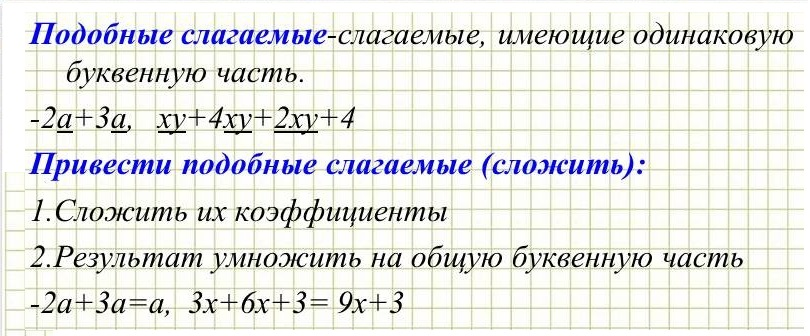 Подобные слагаемые-слагаемые, имеющие одинаковую
буквенную часть.
-2а+3а, ху+4ху+2ху+4
Привести подобные слагаемые (сложить):
1.Сложить их коэффициенты
2.Результат умножить на общую буквенную часть
-2а+3а=а, 3х+6х+3= 9х+3